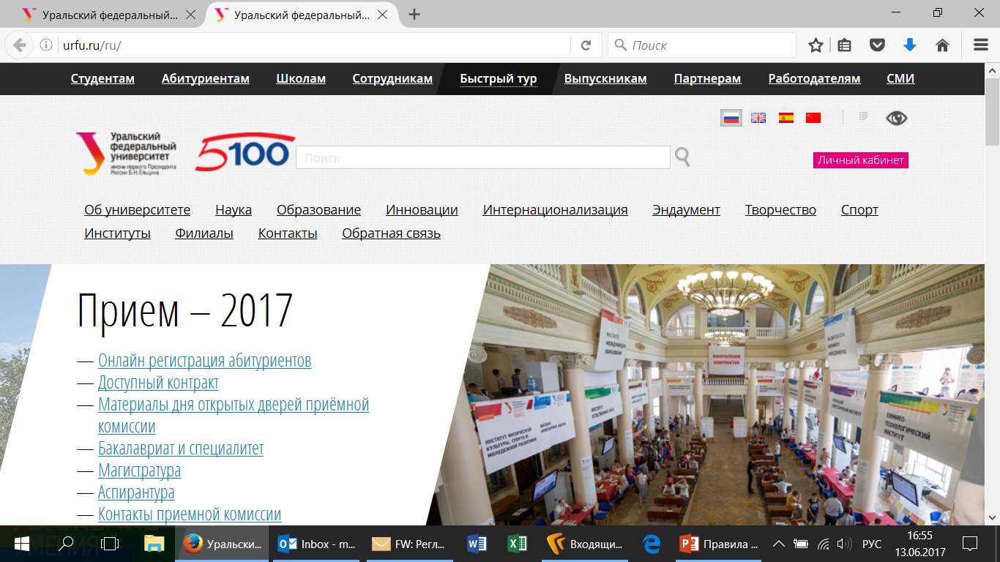 Уральский федеральный...
Уральский федеральный...
urfu.ru/ru/
Поиск
Студентам Абитуриентам Школам Сотрудникам Быстрый тур Выпускникам Партнерам Работодателям СМИ
Уральский
федеральный
университет
имени первого Президента
России Б.Н.Ельцина
5100
Поиск
Личный кабинет
Об университете Наука Образование Инновации Интернационализация Эндаумент Творчество Спорт
Институты Филиалы Контакты Обратная связь
Прием – 2017
— Онлайн регистрация абитуриентов
— Доступный контракт
— Материалы дня открытых дверей приёмной
комиссии
— Бакалавриат и специалитет
— Магистратура
— Аспирантура
— Контакты приемной комиссии
ОФОРМЛЕНИЕ
КОНТРАКТОВ
ИНСТИТУТ ФИЗИЧЕСКОЙ
КУЛЬТУРЫ, СПОРТА И
МОЛОДЕЖНОЙ ПОЛИТИКИ
ХИМИКО-
ТЕХНОЛОГИЧЕСКИЙ
ИНСТИТУТ
Уральски... Inbox - m... FW: Регл... Входящи... Правила ... РУС
16:55
13.06.2017